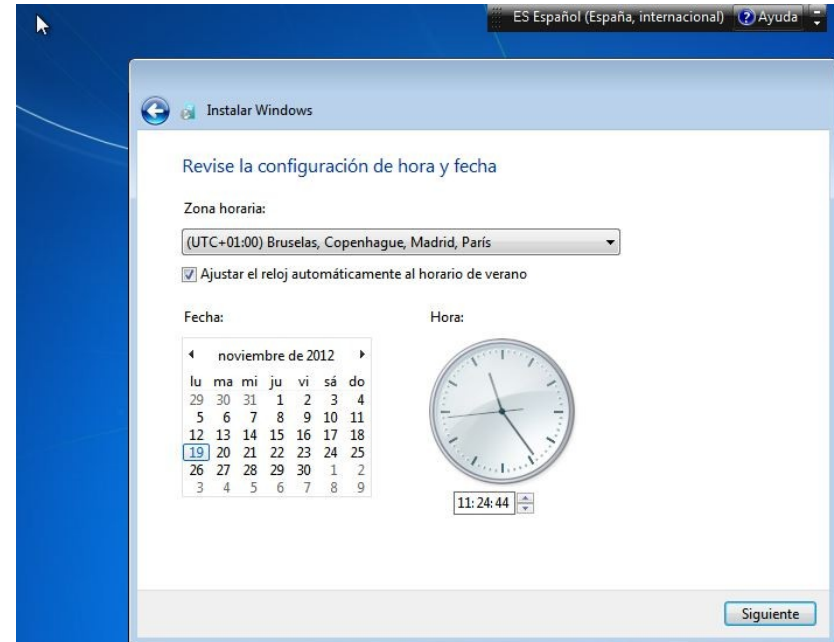 ES Español (España, internacional) ? Ayuda
Instalar Windows
Revise la configuración de hora y fecha
Zona horaria:
(UTC+01:00) Bruselas, Copenhague, Madrid, París
Ajustar el reloj automáticamente al horario de verano
Fecha: Hora:
noviembre de 2012
lu ma mi ju vi sá do
29 30 31 1 2 3 4
5 6 7 8 9 10 11
12 13 14 15 16 17 18
19 20 21 22 23 24 25
26 27 28 29 30 1 2
3 4 5 6 7 8 9
11:24:44
Siguiente